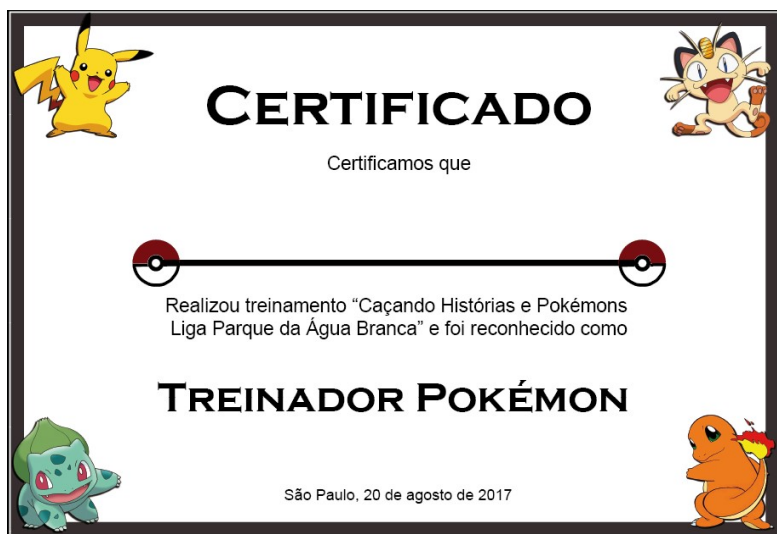 CERTIFICADO
Certificamos que
Realizou treinamento “Caçando Histórias e Pokémons
Liga Parque da Água Branca” e foi reconhecido como
TREINADOR POKÉMON
São Paulo, 20 de agosto de 2017